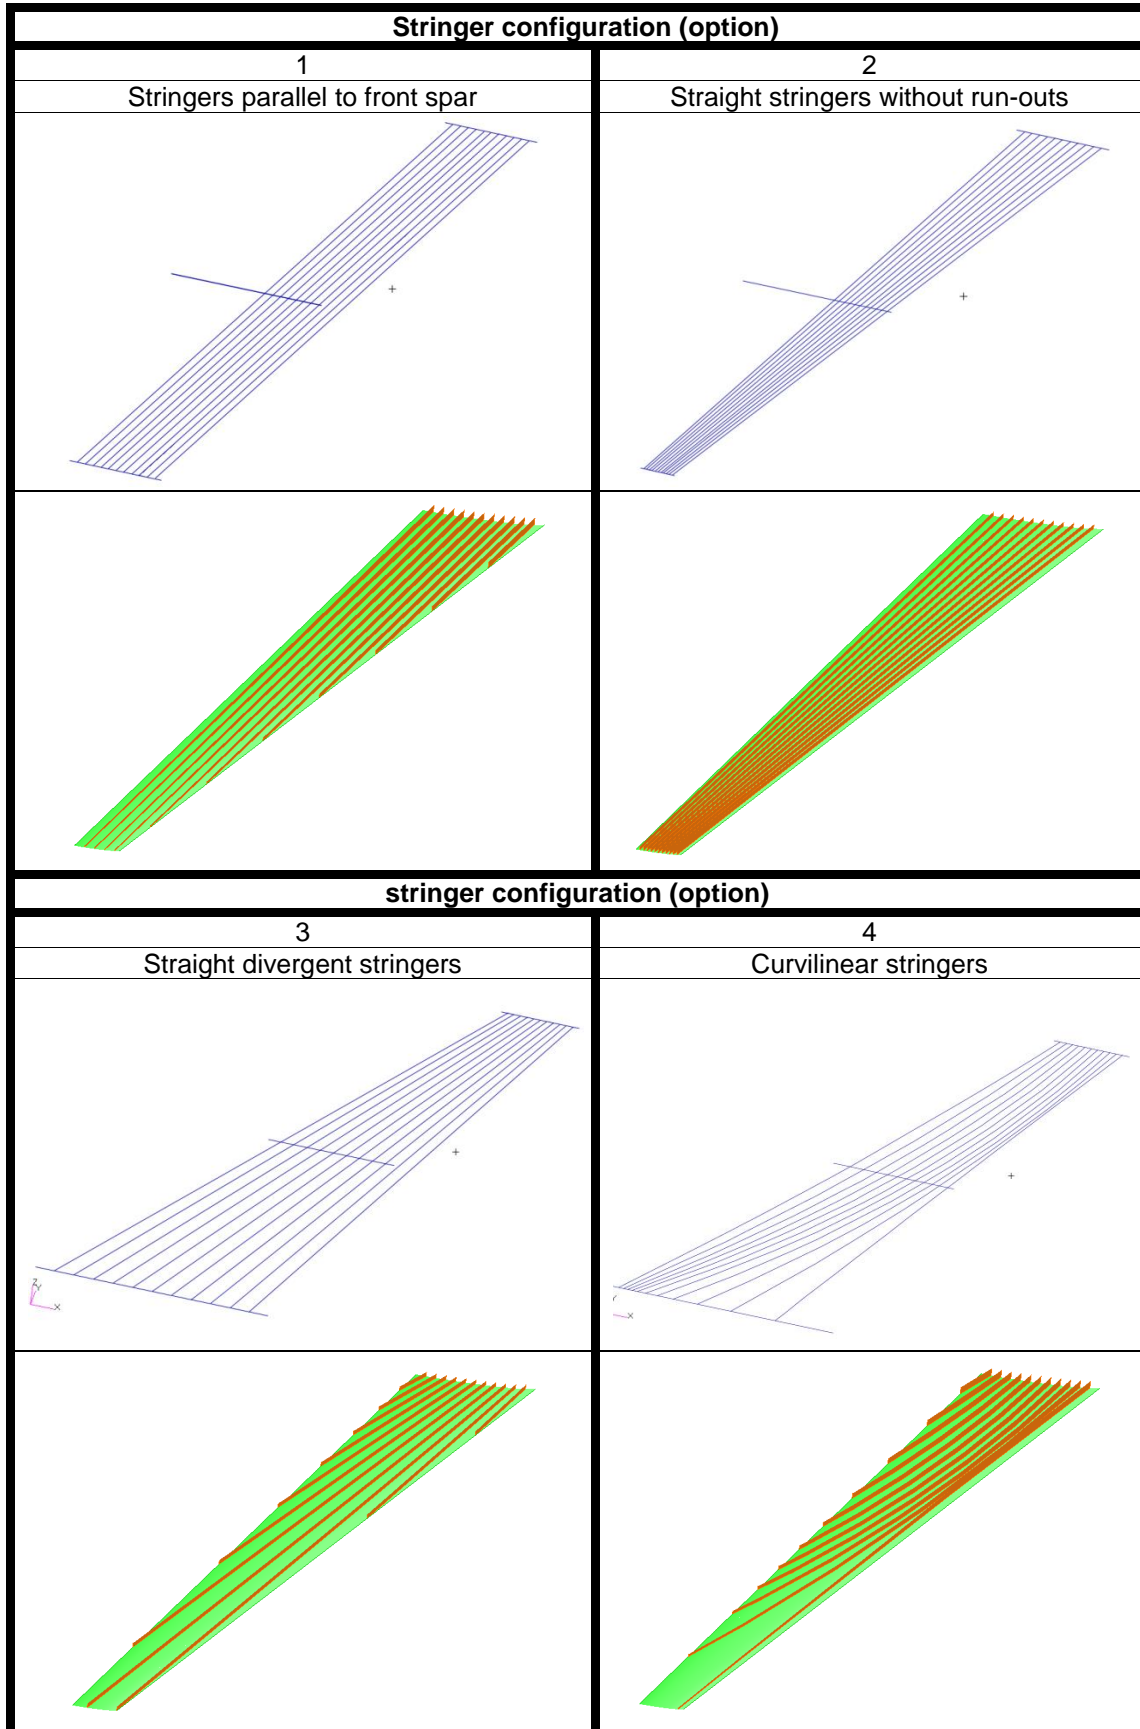 Stringer configuration (option)
1
2
Stringers parallel to front spar
Straight stringers without run-outs
stringer configuration (option)
3
4
Straight divergent stringers
Curvilinear stringers
Z
Y
X
Y
X